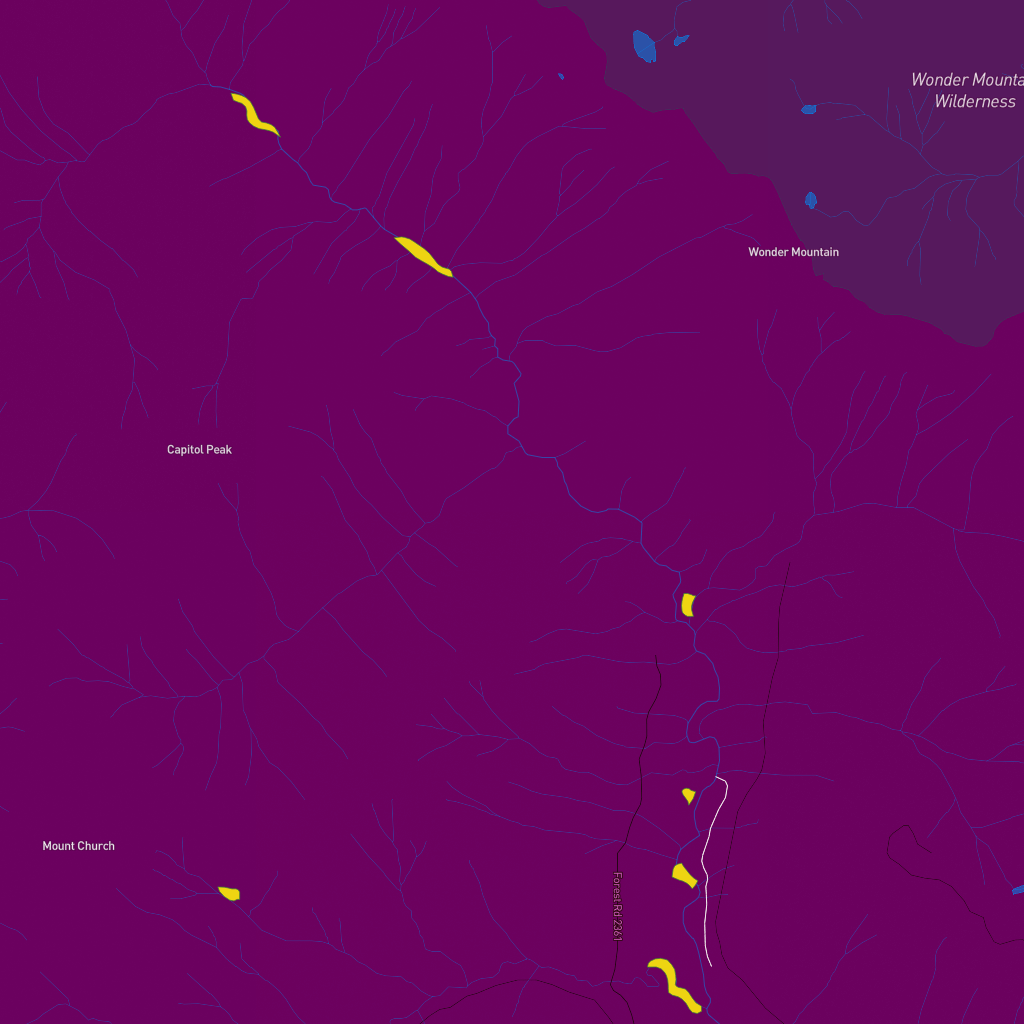 Wonder Mounta
Wilderness
Wonder Mountain
Capitol Peak
Mount Church
Forest Rd 2361